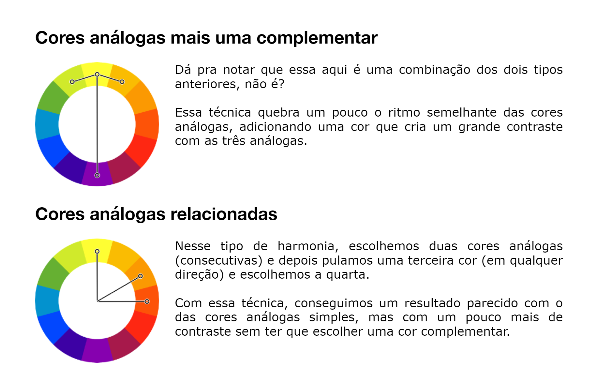 Cores análogas mais uma complementar
Dá pra notar que essa aqui é uma combinação dos dois tipos
anteriores, não é?
Essa técnica quebra um pouco o ritmo semelhante das cores
análogas, adicionando uma cor que cria um grande contraste
com as três análogas.
Cores análogas relacionadas
Nesse tipo de harmonia, escolhemos duas cores análogas
(consecutivas) e depois pulamos uma terceira cor (em qualquer
direção) e escolhemos a quarta.
Com essa técnica, conseguimos um resultado parecido com o
das cores análogas simples, mas com um pouco mais de
contraste sem ter que escolher uma cor complementar.